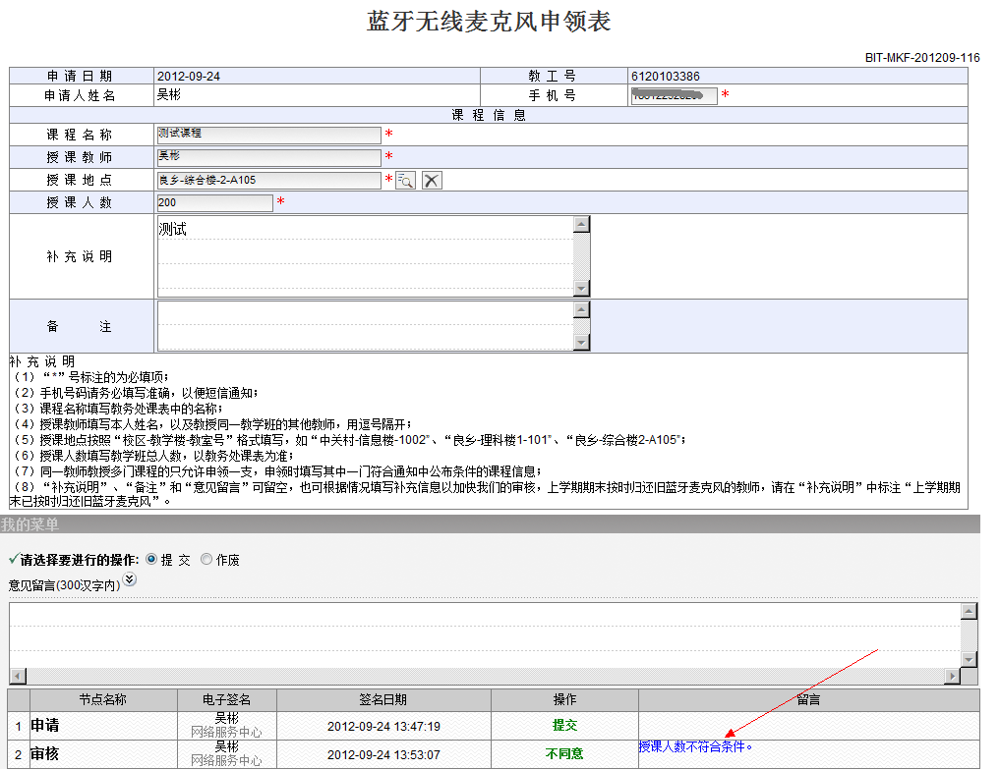 蓝牙无线麦克风申领表
BIT-MKF-201209-116
申请日期 2012-09-24 教工号 6120103386
申请人姓名 吴彬 手机号 *
课程信息
课程名称 测试课程 *
授课教师 吴彬 *
授课地点 良乡-综合楼-2-A105 *
授课人数 200 *
补充说明 测试
备注
补充说明
（1）“*”号标注的为必填项；
（2）手机号码请务必填写准确，以便短信通知；
（3）课程名称填写教务处课表中的名称；
（4）授课教师填写本人姓名，以及教授同一教学班的其他教师，用逗号隔开；
（5）授课地点按照“校区-教学楼-教室号”格式填写，如“中关村-信息楼-1002”、“良乡-理科楼1-101”、“良乡-综合楼2-A105”；
（6）授课人数填写教学班总人数，以教务处课表为准；
（7）同一教师教授多门课程的只允许申领一支，申领时填写其中一门符合通知中公布条件的课程信息；
（8）“补充说明”、“备注”和“意见留言”可留空，也可根据情况填写补充信息以加快我们的审核，上学期期末按时归还旧蓝牙麦克风的教师，请在“补充说明”中标注“上学期期
末已按时归还旧蓝牙麦克风”。
我的菜单
请选择要进行的操作: 提交 作废
意见留言(300汉字内)
节点名称 电子签名 签名日期 操作 留言
1 申请 吴彬 网络服务中心 2012-09-24 13:47:19 提交
2 审核 吴彬 网络服务中心 2012-09-24 13:53:07 不同意 授课人数不符合条件。